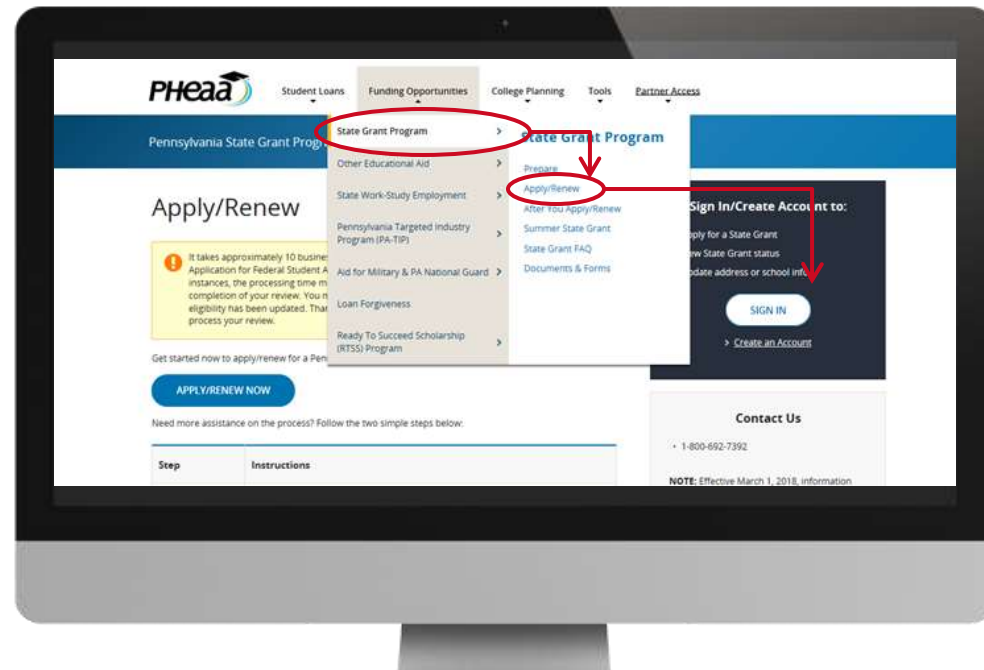 PHEAA
Student Loans
Funding Opportunities
College Planning
Tools
Partner Access
Pennsylvania State Grant Progr
State Grant Program
Other Educational Aid
State Work-Study Employment
Pennsylvania Targeted Industry
Program (PA-TIP)
Aid for Military & PA National Guard
Loan Forgiveness
Ready To Succeed Scholarship
(RTSS) Program
State Grant Program
Prepare
Apply/Renew
After You Apply/Renew
Summer State Grant
State Grant FAQ
Documents & Forms
Apply/Renew
It takes approximately 10 busine
Application for Federal Student A
instances, the processing time m
completion of your review. You m
eligibility has been updated. Than
process your review.
Get started now to apply/renew for a Pen
APPLY/RENEW NOW
Need more assistance on the process? Follow the two simple steps below:
Step
Instructions
Sign In/Create Account to:
pply for a State Grant
ew State Grant status
pdate address or school info
SIGN IN
> Create an Account
Contact Us
• 1-800-692-7392
NOTE: Effective March 1, 2018, information